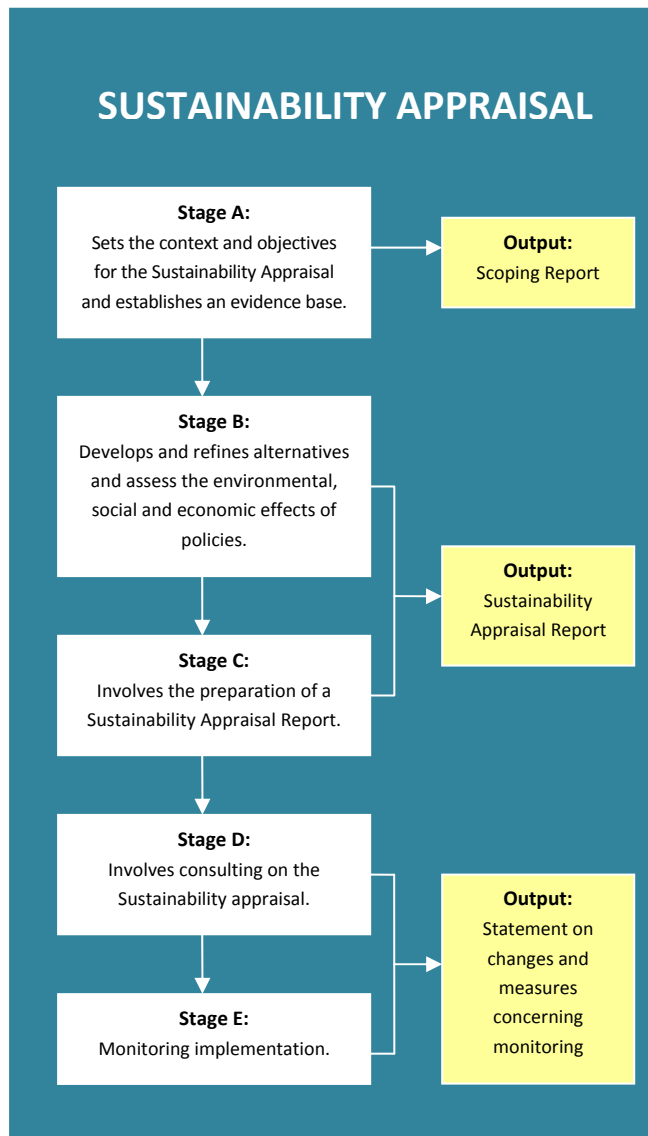 SUSTAINABILITY APPRAISAL
Stage A:
Sets the context and objectives
for the Sustainability Appraisal
and establishes an evidence base.
Output:
Scoping Report
Stage B:
Develops and refines alternatives
and assess the environmental,
social and economic effects of
policies.
Output:
Sustainability
Appraisal Report
Stage C:
Involves the preparation of a
Sustainability Appraisal Report.
Stage D:
Involves consulting on the
Sustainability appraisal.
Output:
Statement on
changes and
measures
concerning
monitoring
Stage E:
Monitoring implementation.